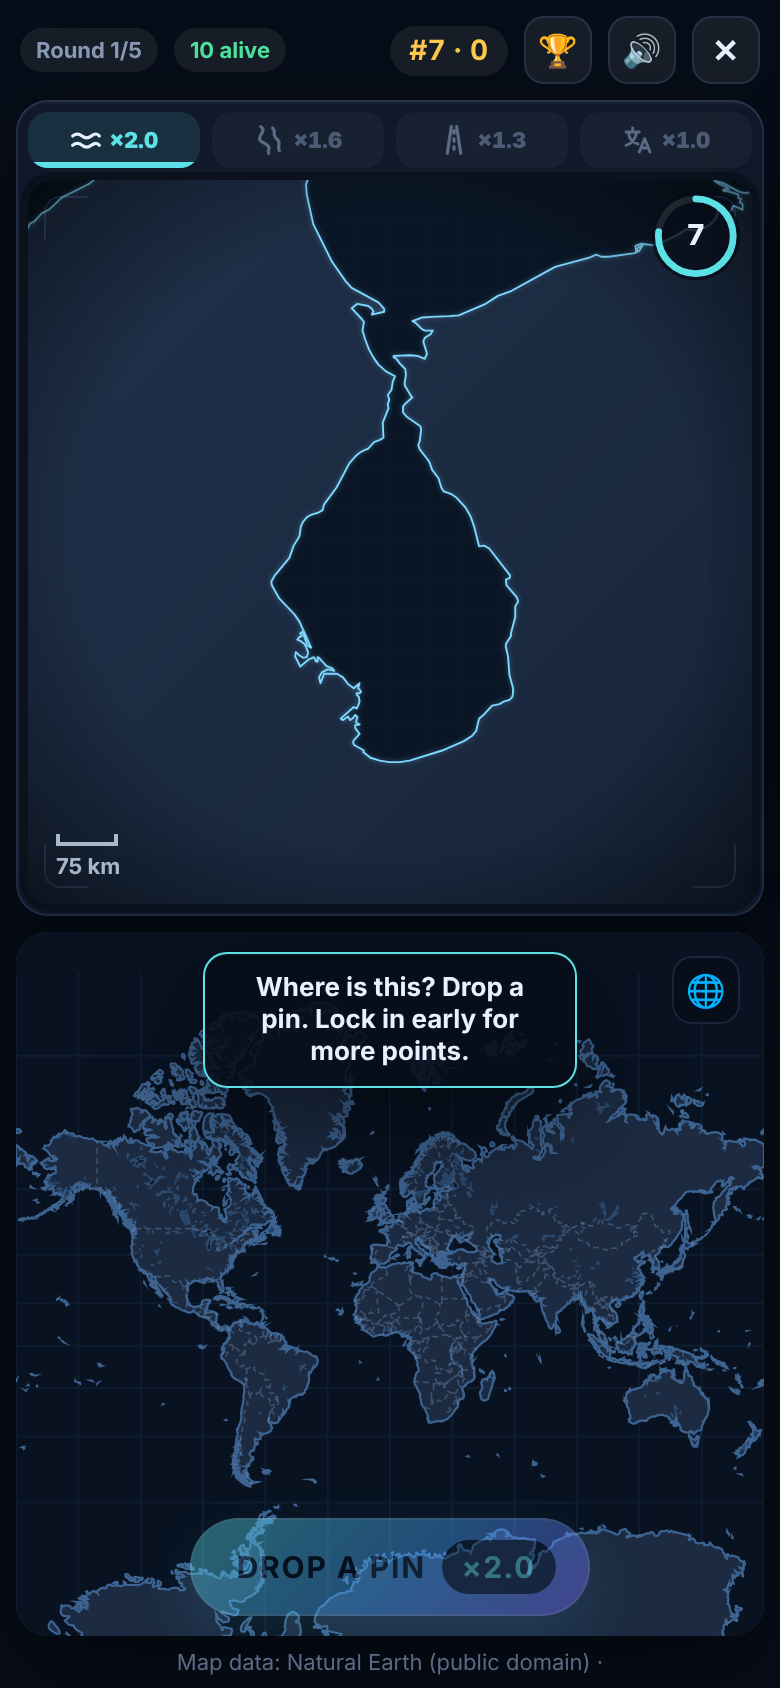 Round 1/5
10 alive
#7 · 0
×2.0
×1.6
×1.3
×1.0
7
75 km
Where is this? Drop a
pin. Lock in early for
more points.
DROP A PIN ×2.0
Map data: Natural Earth (public domain) ·